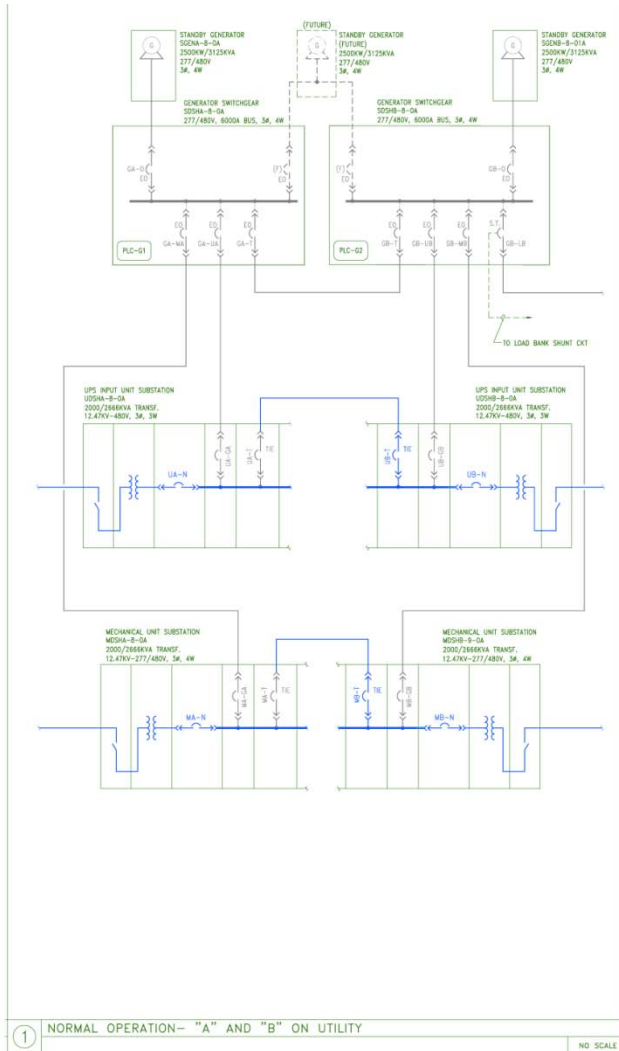 (FUTURE)
STANDBY GENERATOR
SGENA-8-0A
2500KW/3125KVA
277/480V
3ø, 4W
G
STANDBY GENERATOR
(FUTURE)
2500KW/3125KVA
277/480V
3ø, 4W
G
STANDBY GENERATOR
SGENB-8-01A
2500KW/3125KVA
277/480V
3ø, 4W
G
GENERATOR SWITCHGEAR
SDSHA-8-0A
277/480V, 6000A BUS, 3ø, 4W
GENERATOR SWITCHGEAR
SDSHB-8-0A
277/480V, 6000A BUS, 3ø, 4W
GA-0
EO
(F)
EO
(F)
EO
GB-0
EO
EO
GA-MA
EO
GA-UA
EO
GA-T
EO
GB-T
EO
GB-UB
EO
GB-MB
S.T.
GB-LB
PLC-G1
PLC-G2
TO LOAD BANK SHUNT CKT
UPS INPUT UNIT SUBSTATION
UDSHA-8-0A
2000/2666KVA TRANSF.
12.47KV-480V, 3ø, 3W
UPS INPUT UNIT SUBSTATION
UDSHB-8-0A
2000/2666KVA TRANSF.
12.47KV-480V, 3ø, 3W
UA-GA
UA-T
TIE
UB-T
TIE
UB-GB
UA-N
UB-N
MECHANICAL UNIT SUBSTATION
MDSHA-8-0A
2000/2666KVA TRANSF.
12.47KV-277/480V, 3ø, 4W
MECHANICAL UNIT SUBSTATION
MDSHB-9-0A
2000/2666KVA TRANSF.
12.47KV-277/480V, 3ø, 4W
MA-GA
MA-T
TIE
MB-T
TIE
MB-GB
MA-N
MB-N
1
NORMAL OPERATION- "A" AND "B" ON UTILITY
NO SCALE